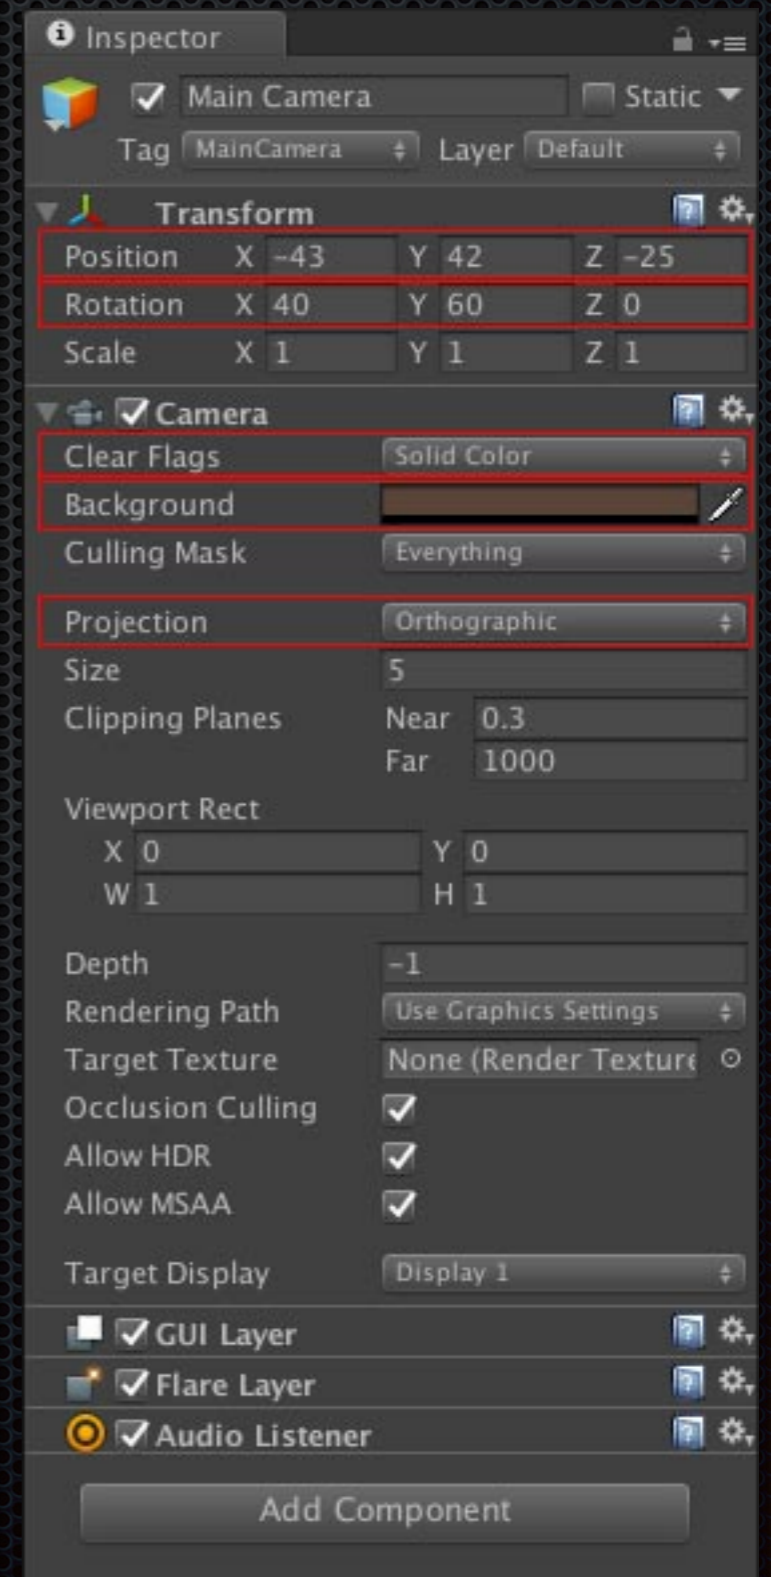 Inspector
Main Camera Static
Tag MainCamera Layer Default
Transform
Position X -43 Y 42 Z -25
Rotation X 40 Y 60 Z 0
Scale X 1 Y 1 Z 1
Camera
Clear Flags Solid Color
Background
Culling Mask Everything
Projection Orthographic
Size 5
Clipping Planes Near 0.3
Far 1000
Viewport Rect
X 0 Y 0
W 1 H 1
Depth -1
Rendering Path Use Graphics Settings
Target Texture None (Render Texture
Occlusion Culling
Allow HDR
Allow MSAA
Target Display Display 1
GUI Layer
Flare Layer
Audio Listener
Add Component